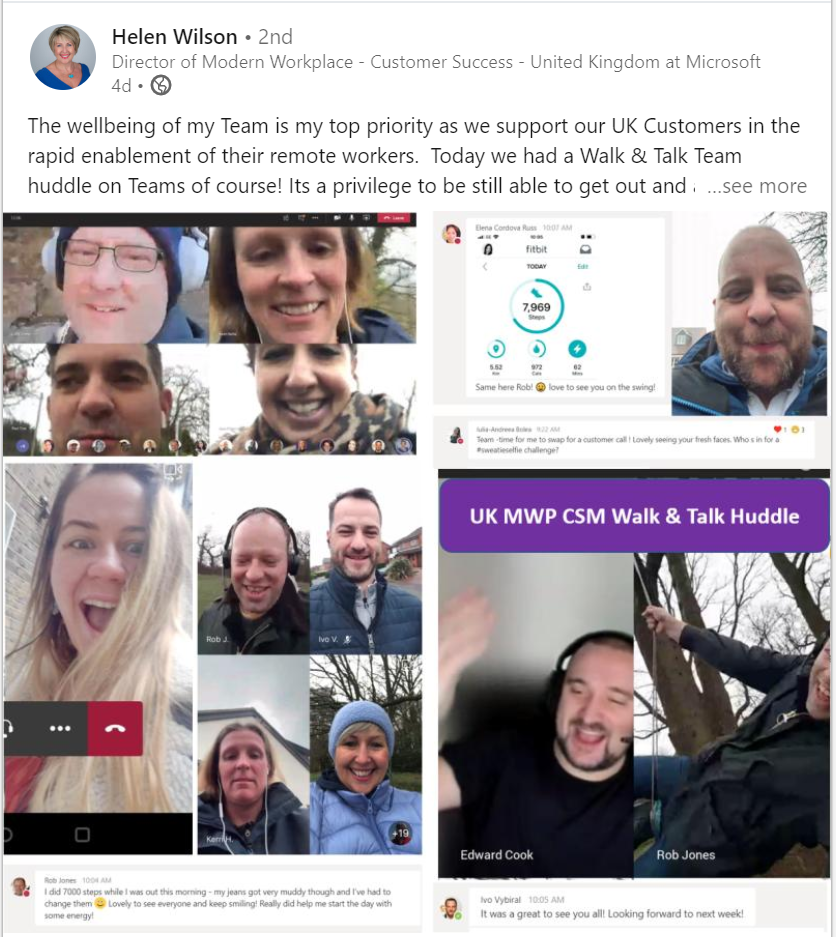 Helen Wilson • 2nd
Director of Modern Workplace - Customer Success - United Kingdom at Microsoft
4d •
The wellbeing of my Team is my top priority as we support our UK Customers in the
rapid enablement of their remote workers.  Today we had a Walk & Talk Team
huddle on Teams of course! Its a privilege to be still able to get out and ...see more
Leave
Elena Cordova Russ 10:07 AM
fitbit
TODAY
Edit
7,969
Steps
5.52
972
62
Same here Rob! 😄 love to see you on the swing!
Iulia-Andreea Bolea 9:22 AM
Team -time for me to swap for a customer call ! Lovely seeing your fresh faces. Who s in for a
#sweatieselfie challenge?
UK MWP CSM Walk & Talk Huddle
Rob J.
Ivo V.
Kerri H.
+19
Edward Cook
Rob Jones
Rob Jones 10:04 AM
I did 7000 steps while I was out this morning - my jeans got very muddy though and I've had to
change them 😄 Lovely to see everyone and keep smiling! Really did help me start the day with
some energy!
Ivo Vybiral 10:05 AM
It was a great to see you all! Looking forward to next week!